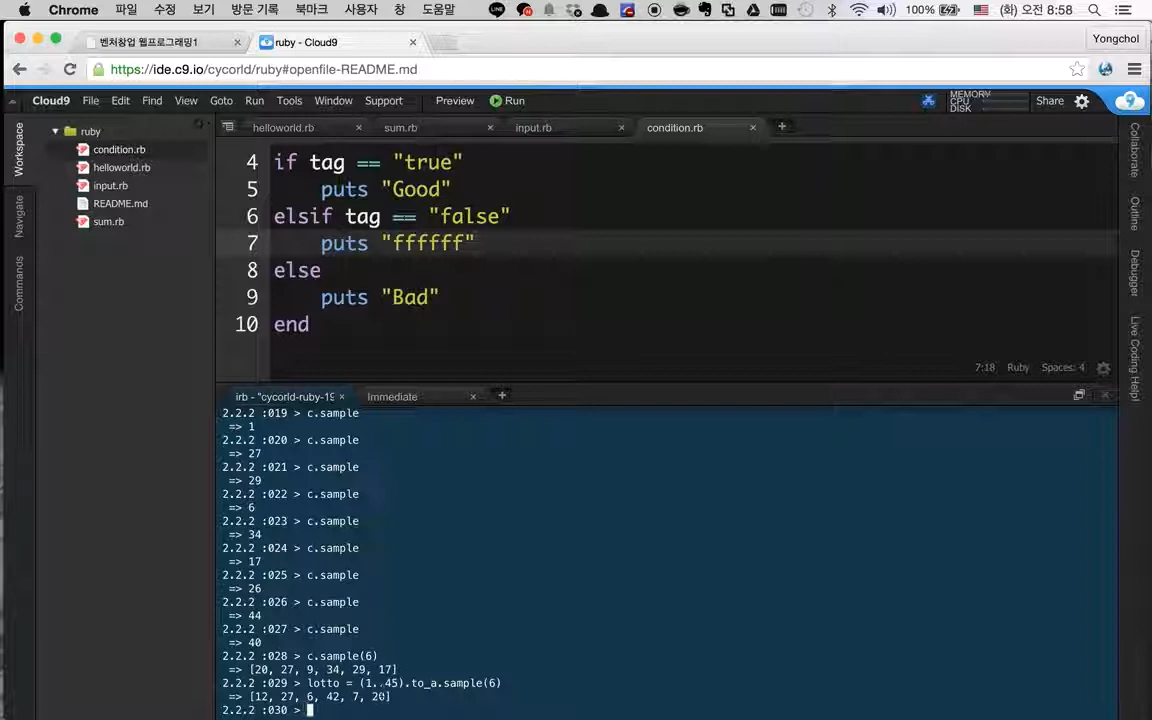 Chrome 파일 수정 보기 방문 기록 북마크 사용자 창 도움말 100% (화) 오전 8:58
벤처창업 웹프로그래밍1 × ruby - Cloud9 × Yongchol
https://ide.c9.io/cycorld/ruby#openfile-README.md
Cloud9 File Edit Find View Goto Run Tools Window Support Preview Run MEMORY CPU DISK Share
Workspace
Navigate
Commands
ruby
condition.rb
helloworld.rb
input.rb
README.md
sum.rb
helloworld.rb × sum.rb × input.rb × condition.rb × +
4 if tag == "true"
5 puts "Good"
6 elsif tag == "false"
7 puts "ffffff"
8 else
9 puts "Bad"
10 end
7:18 Ruby Spaces: 4
Collaborate
Outline
Debugger
Live Coding Help!
irb - "cycorld-ruby-19 × Immediate × +
2.2.2 :019 > c.sample
=> 1
2.2.2 :020 > c.sample
=> 27
2.2.2 :021 > c.sample
=> 29
2.2.2 :022 > c.sample
=> 6
2.2.2 :023 > c.sample
=> 34
2.2.2 :024 > c.sample
=> 17
2.2.2 :025 > c.sample
=> 26
2.2.2 :026 > c.sample
=> 44
2.2.2 :027 > c.sample
=> 40
2.2.2 :028 > c.sample(6)
=> [20, 27, 9, 34, 29, 17]
2.2.2 :029 > lotto = (1..45).to_a.sample(6)
=> [12, 27, 6, 42, 7, 20]
2.2.2 :030 >